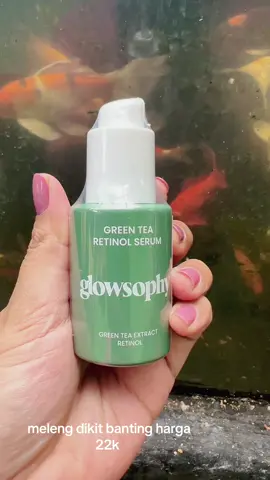 GREEN TEA
RETINOL SERUM
glowsophy
GREEN TEA EXTRACT
RETINOL
meleng dikit banting harga
22k